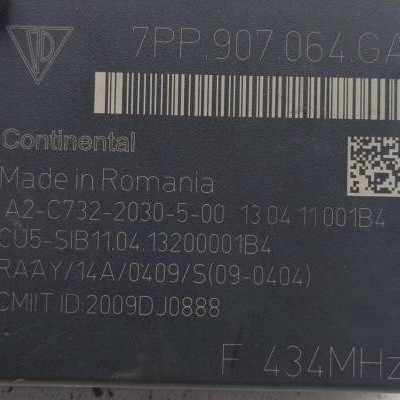 7PP.907.064.GA
Continental
Made in Romania
A2-C732-2030-5-00 13.04 11 001B4
CU5-SIB11.04.13200001B4
RAAY/14A/0409/S(09-0404)
CMIIT ID:2009DJ0888
F 434MHz